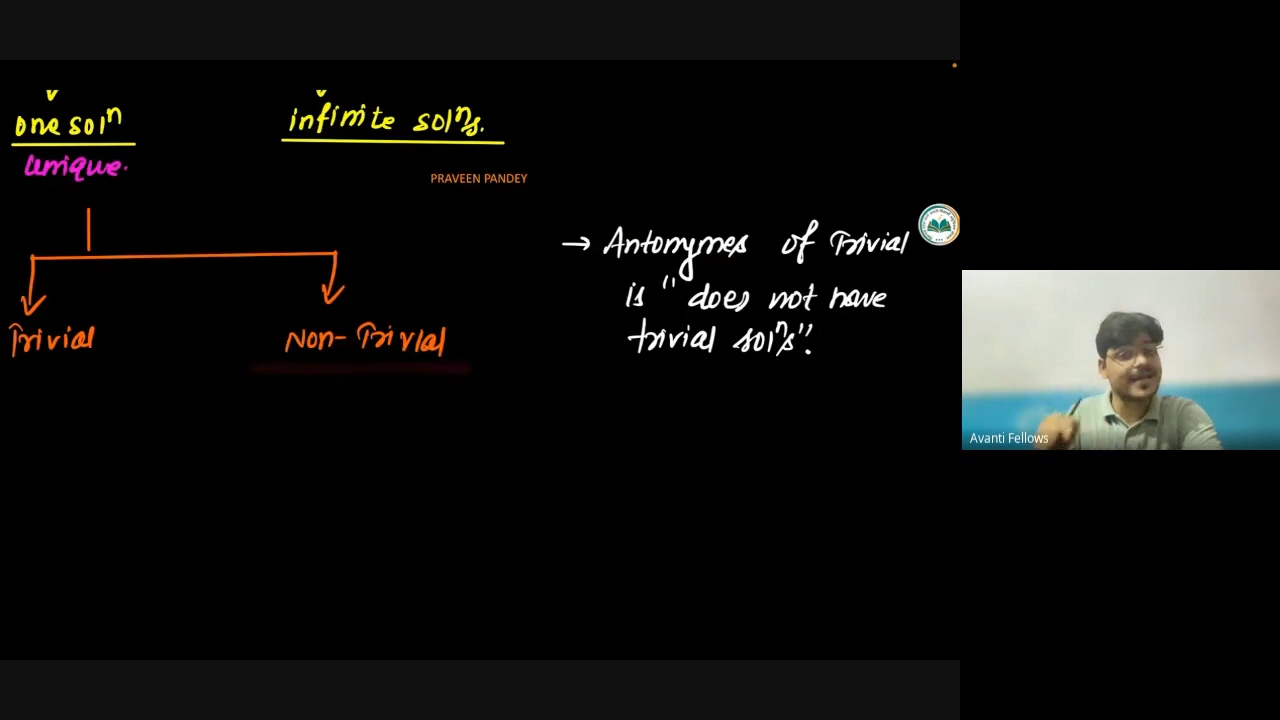 one solⁿ
infinite solⁿs.
Unique.
PRAVEEN PANDEY
→ Antonymes of Trivial
is " does not have
trivial solⁿs".
Trivial
Non-Trivial
Avanti Fellows